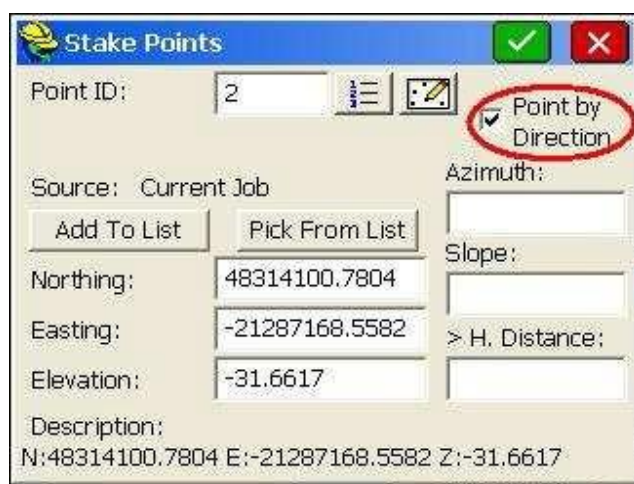 Stake Points
Point ID: 2
Point by
Direction
Source: Current Job
Azimuth:
Add To List Pick From List
Slope:
Northing: 48314100.7804
Easting: -21287168.5582
> H. Distance:
Elevation: -31.6617
Description:
N:48314100.7804 E:-21287168.5582 Z:-31.6617